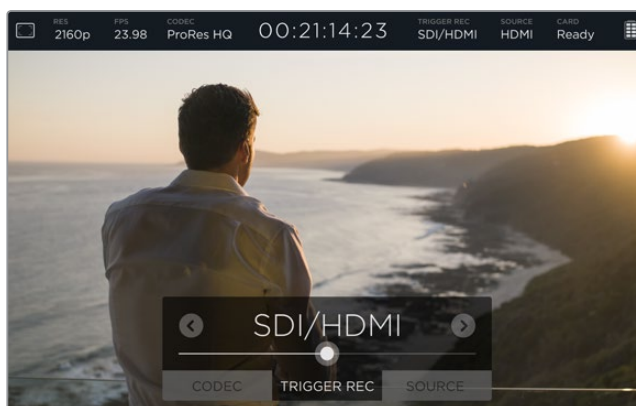 RES
2160p
FPS
23.98
CODEC
ProRes HQ
00:21:14:23
TRIGGER REC
SDI/HDMI
SOURCE
HDMI
CARD
Ready
SDI/HDMI
CODEC
TRIGGER REC
SOURCE